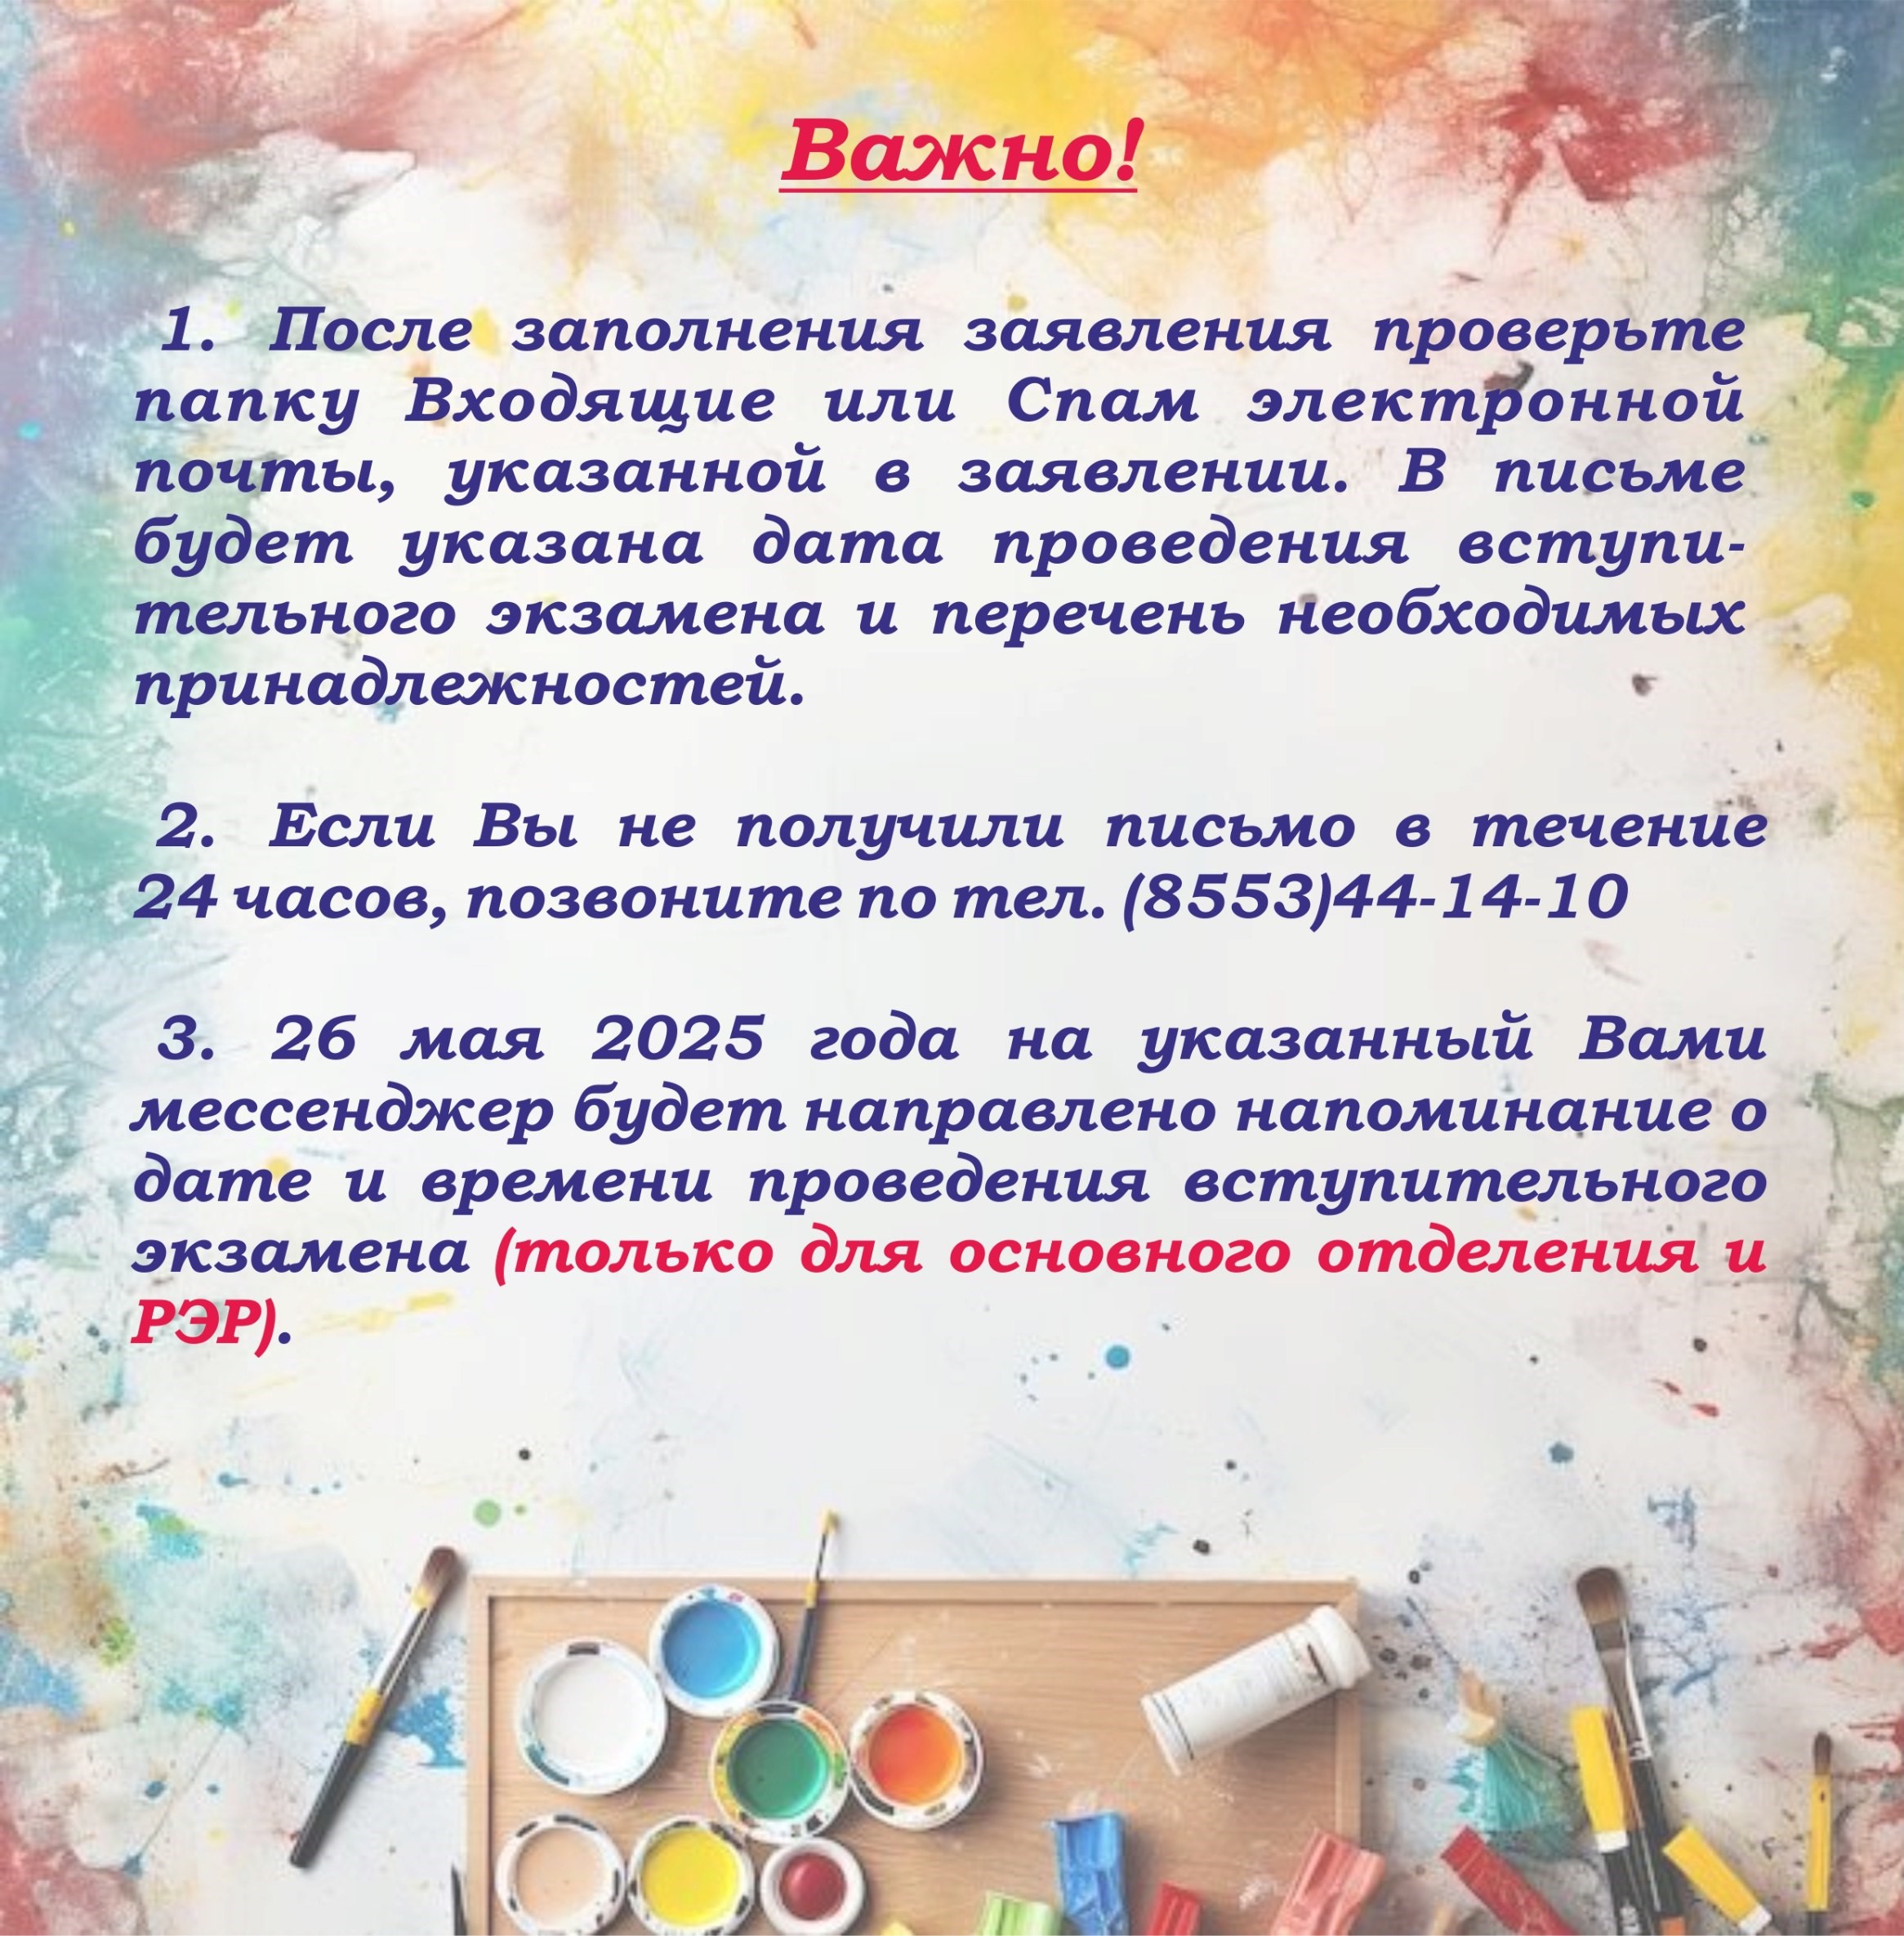 Важно!
1. После заполнения заявления проверьте
папку Входящие или Спам электронной
почты, указанной в заявлении. В письме
будет указана дата проведения вступи-
тельного экзамена и перечень необходимых
принадлежностей.
2. Если Вы не получили письмо в течение
24 часов, позвоните по тел. (8553)44-14-10
3. 26 мая 2025 года на указанный Вами
мессенджер будет направлено напоминание о
дате и времени проведения вступительного
экзамена (только для основного отделения и
РЭР).